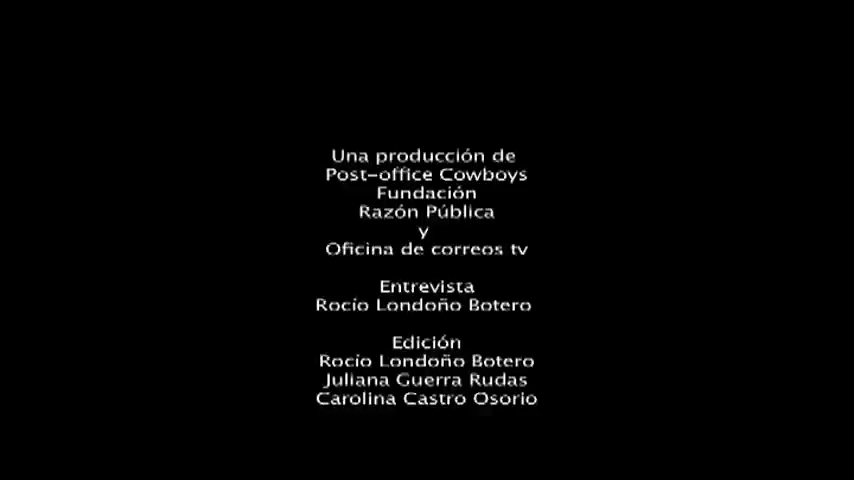 Una producción de
Post-office Cowboys
Fundación
Razón Pública
y
Oficina de correos tv
Entrevista
Rocío Londoño Botero
Edición
Rocío Londoño Botero
Juliana Guerra Rudas
Carolina Castro Osorio